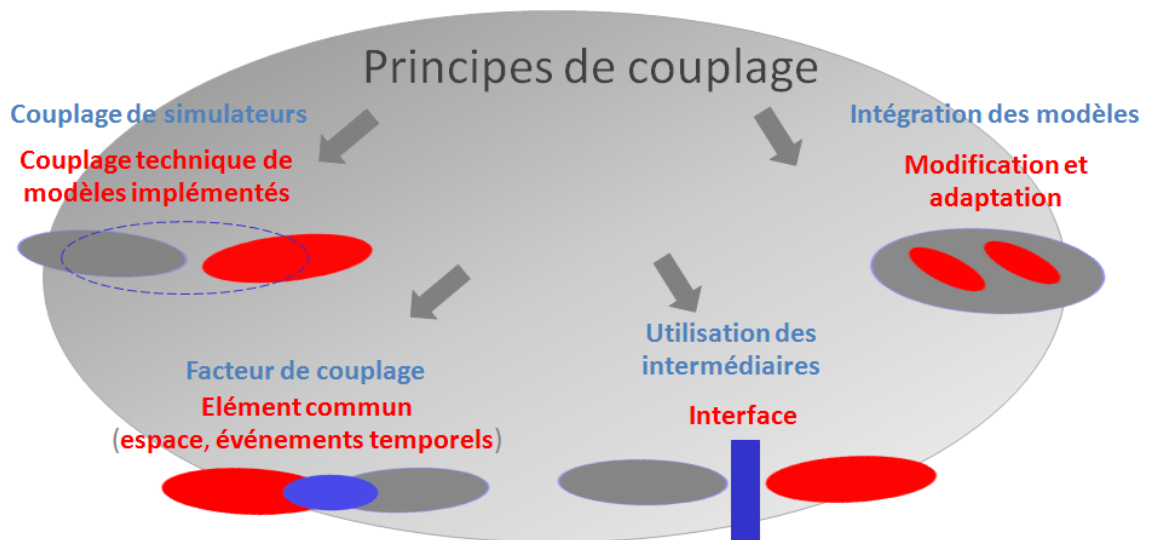 Principes de couplage
Couplage de simulateurs
Couplage technique de
modèles implémentés
Intégration des modèles
Modification et
adaptation
Facteur de couplage
Elément commun
(espace, événements temporels)
Utilisation des
intermédiaires
Interface